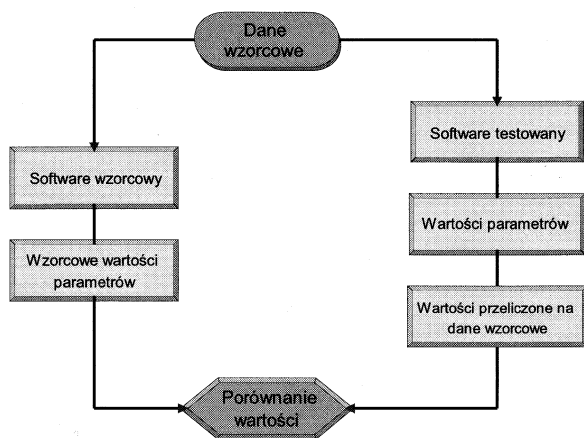 Dane
wzorcowe
Software testowany
Software wzorcowy
Wartości parametrów
Wzorcowe wartości
parametrów
Wartości przeliczone na
dane wzorcowe
Porównanie
wartości